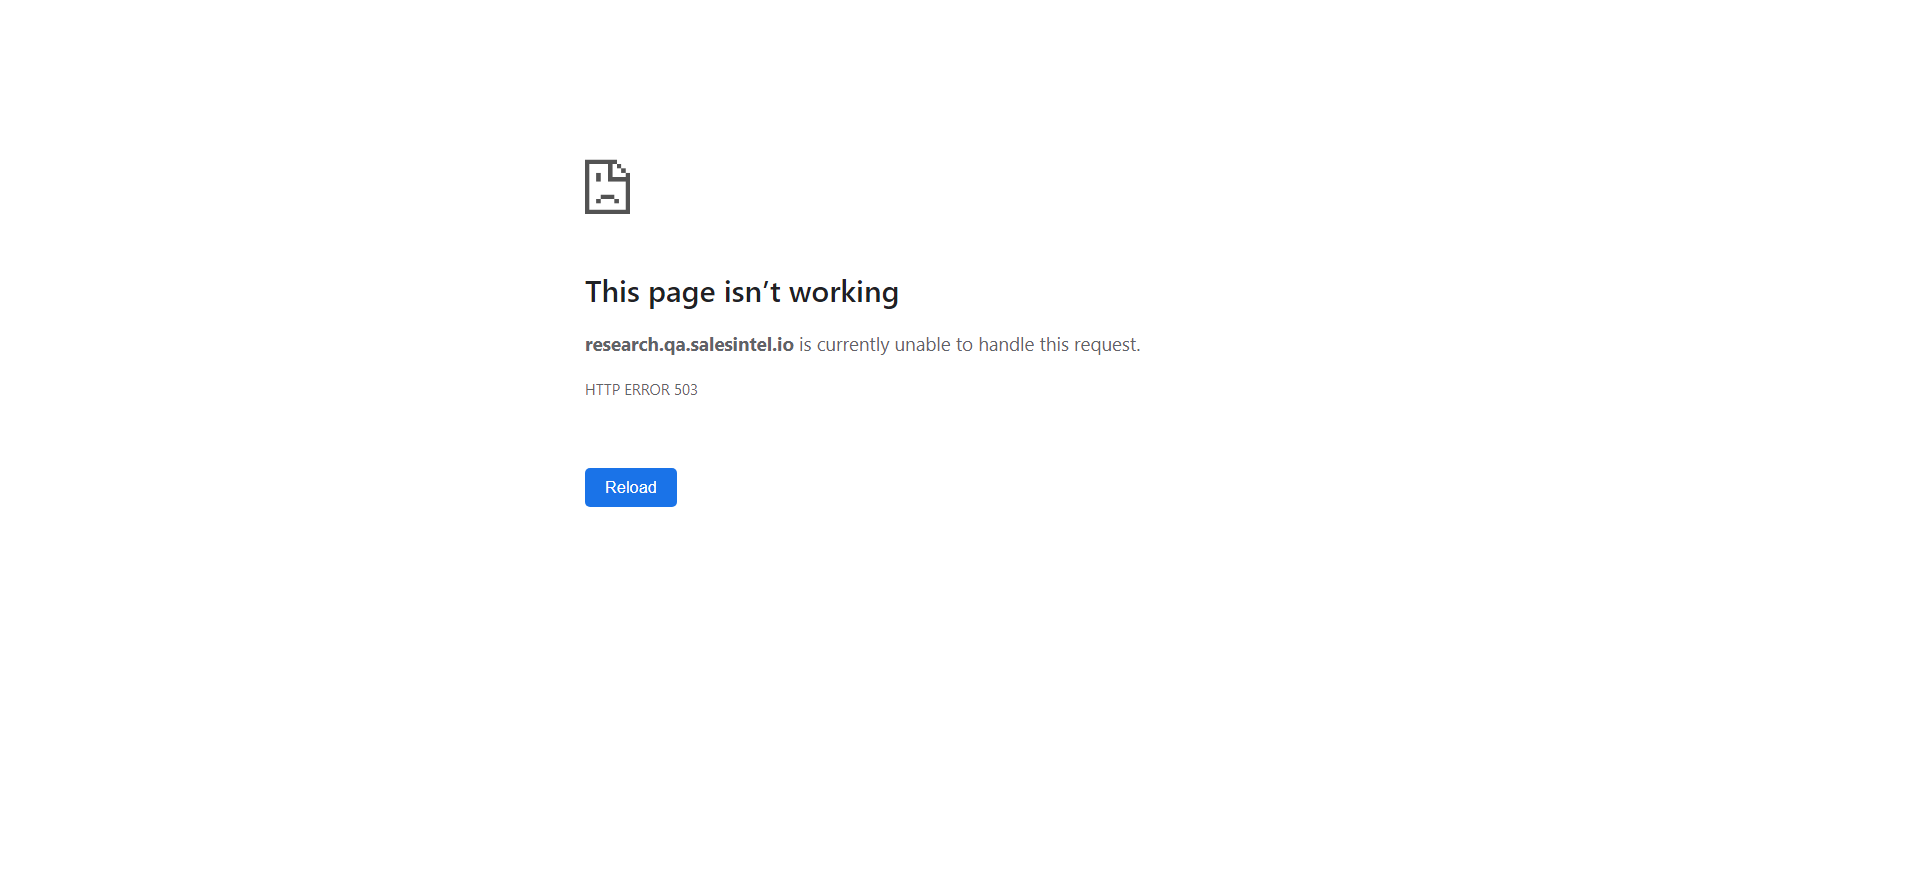 This page isn’t working
research.qa.salesintel.io is currently unable to handle this request.
HTTP ERROR 503
Reload